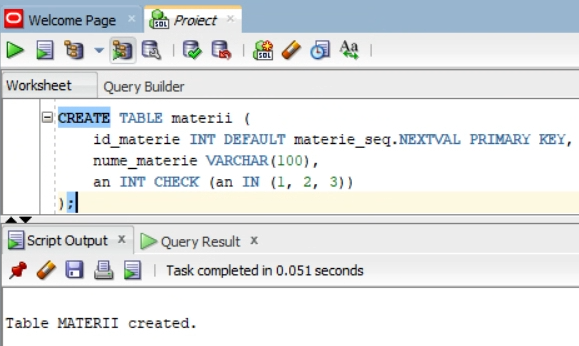 Welcome Page
Proiect
Worksheet
Query Builder
CREATE TABLE materii (
id_materie INT DEFAULT materie_seq.NEXTVAL PRIMARY KEY,
nume_materie VARCHAR(100),
an INT CHECK (an IN (1, 2, 3))
);
Script Output x
Query Result x
Task completed in 0.051 seconds
Table MATERII created.